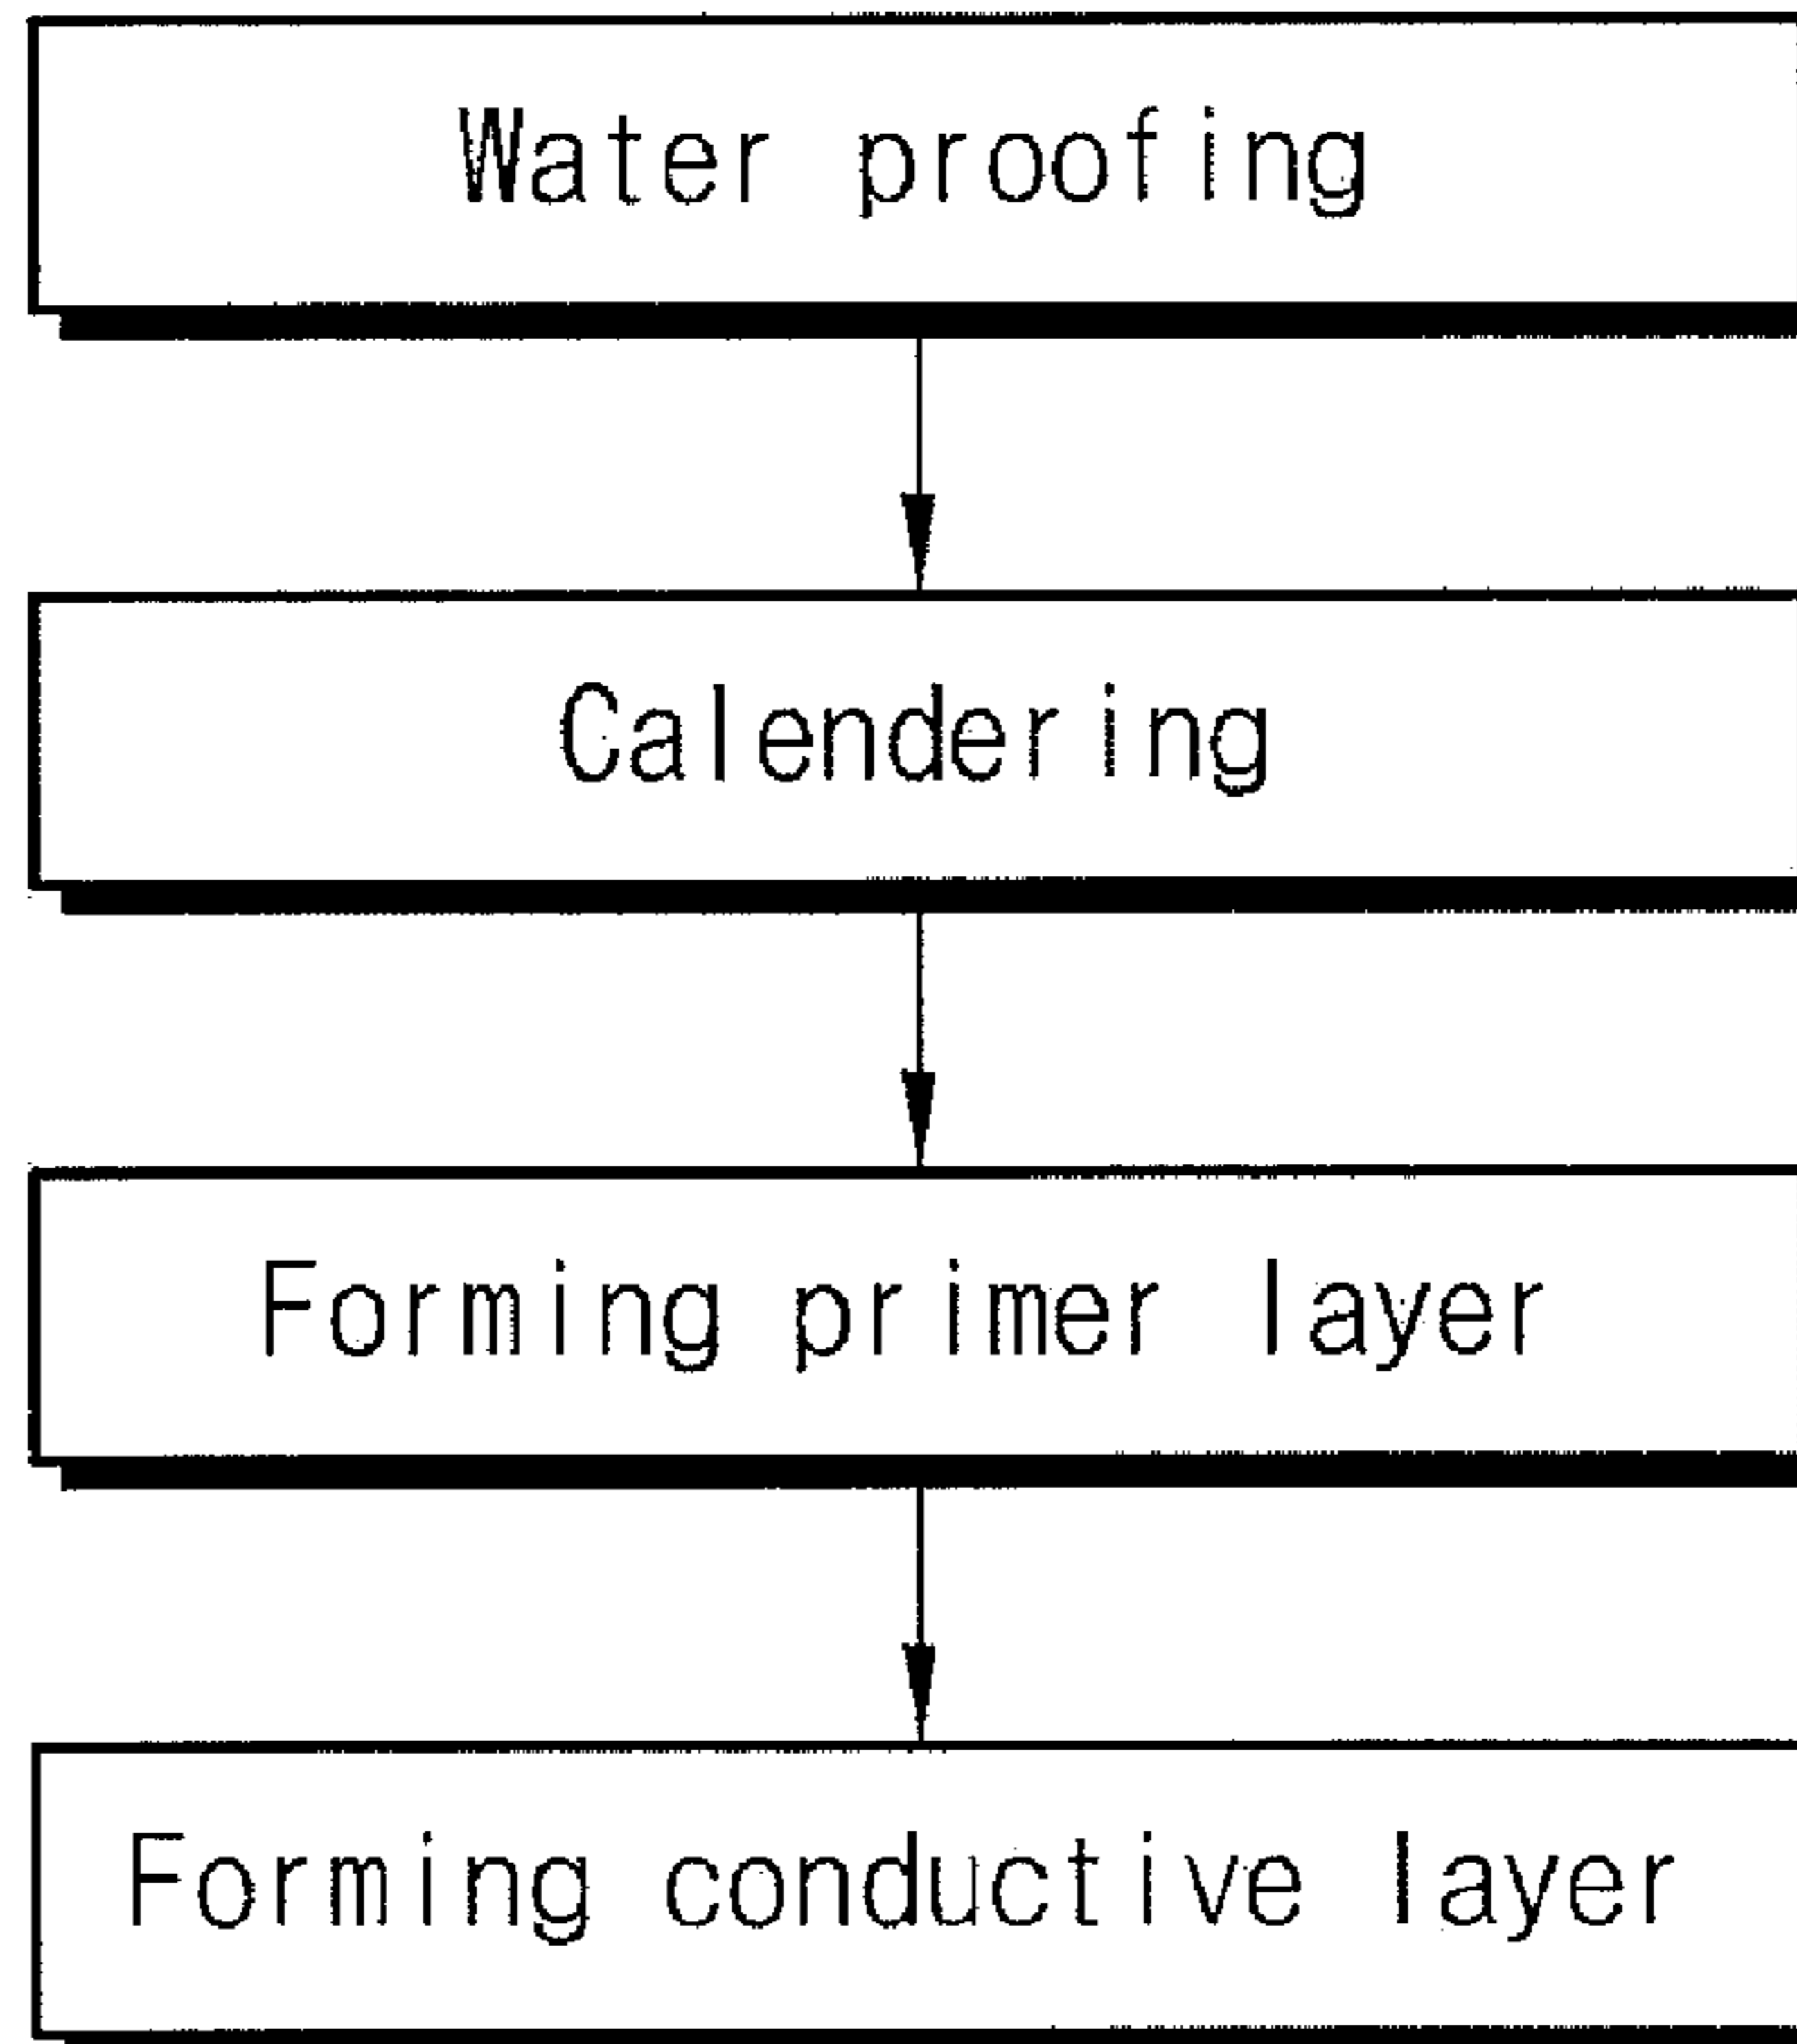 Water proofing
Calendering
Forming primer layer
Forming conductive layer